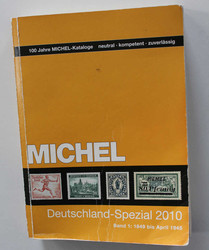 100 Jahre MICHEL-Kataloge · neutral · kompetent · zuverlässig
MICHEL
Deutschland-Spezial 2010
Band 1: 1849 bis April 1945